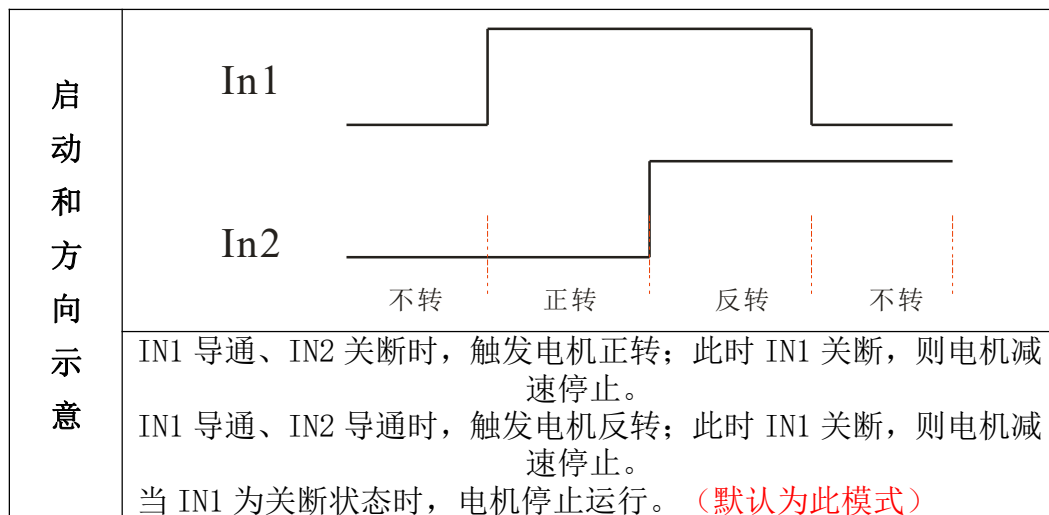 启动和方向示意
In1
In2
不转 正转 反转 不转
IN1 导通、IN2 关断时，触发电机正转；此时 IN1 关断，则电机减
速停止。
IN1 导通、IN2 导通时，触发电机反转；此时 IN1 关断，则电机减
速停止。
当 IN1 为关断状态时，电机停止运行。（默认为此模式）